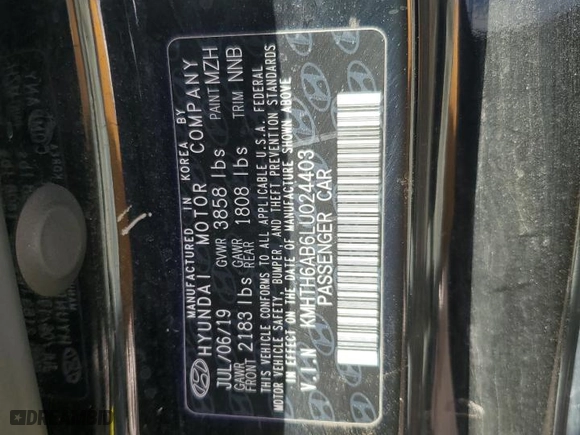 MANUFACTURED IN KOREA BY
HYUNDAI MOTOR COMPANY
JUL/06/19 GVWR 3858 lbs PAINT MZH
GAWR FRONT 2183 lbs GAWR REAR 1808 lbs TRIM NNB
THIS VEHICLE CONFORMS TO ALL APPLICABLE U.S.A. FEDERAL
MOTOR VEHICLE SAFETY, BUMPER, AND THEFT PREVENTION STANDARDS
IN EFFECT ON THE DATE OF MANUFACTURE SHOWN ABOVE
V.I.N KMHTH6AB6LU024403
PASSENGER CAR
© DREAMBID